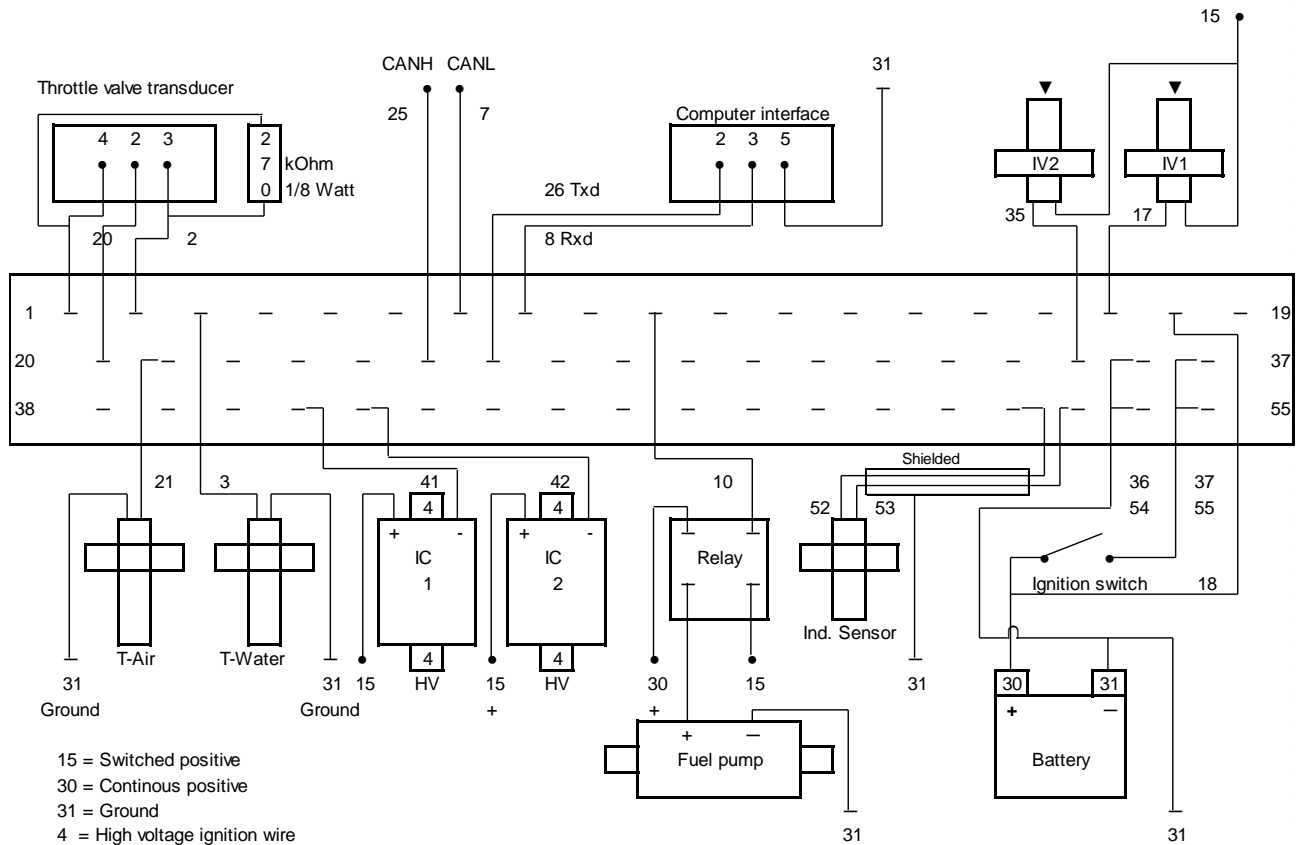 15
CANH CANL
31
Throttle valve transducer
25 7
Computer interface
4 2 3
2
7 kOhm
0 1/8 Watt
2 3 5
IV2 IV1
26 Txd
35 17
20 2
8 Rxd
1 19
20 37
38 55
Shielded
21 3 41 42 10 36 37
4 4
52 53 54 55
+ - + -
IC
1
IC
2
Relay
Ignition switch 18
Ind. Sensor
T-Air T-Water
4 4
31 31 15 HV 15 HV 30 15 31
30 31
Ground Ground + +
+ —
+ —
Fuel pump
Battery
15 = Switched positive
30 = Continous positive
31 = Ground
4 = High voltage ignition wire
31 31